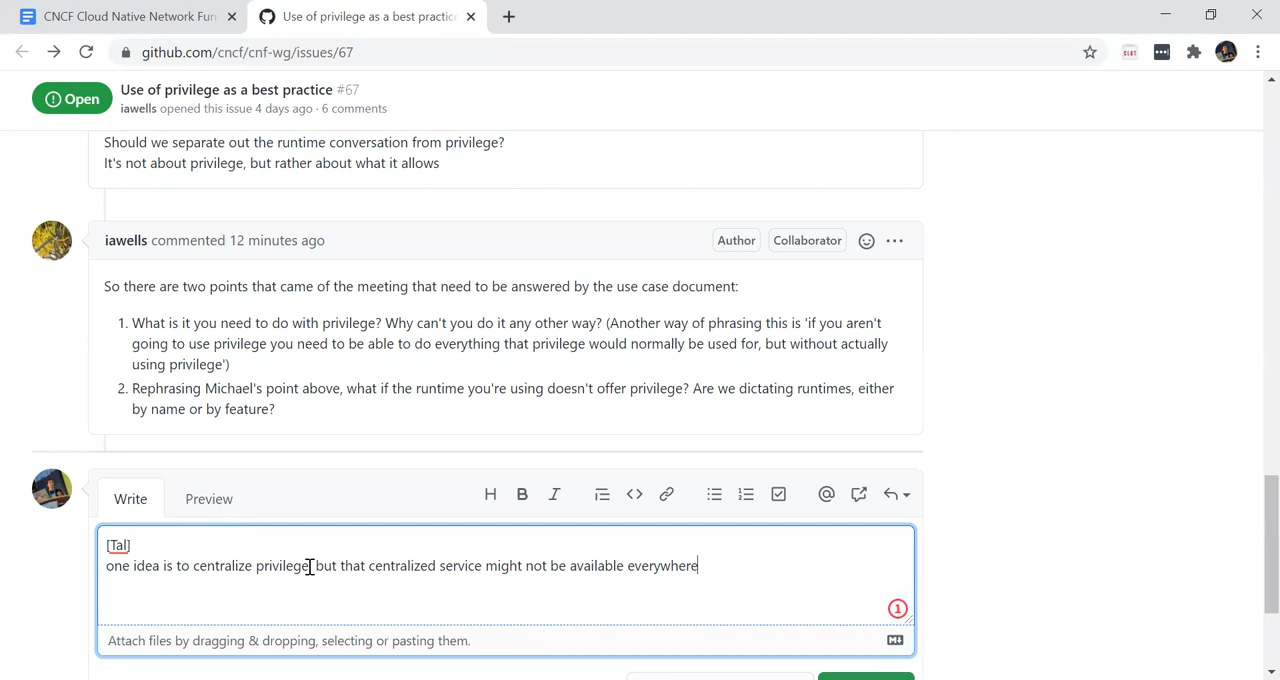 CNCF Cloud Native Network Fun
Use of privilege as a best practice
github.com/cncf/cnf-wg/issues/67
Open
Use of privilege as a best practice #67
iawells opened this issue 4 days ago · 6 comments
Should we separate out the runtime conversation from privilege?
It's not about privilege, but rather about what it allows
iawells commented 12 minutes ago
Author
Collaborator
So there are two points that came of the meeting that need to be answered by the use case document:
1. What is it you need to do with privilege? Why can't you do it any other way? (Another way of phrasing this is 'if you aren't
going to use privilege you need to be able to do everything that privilege would normally be used for, but without actually
using privilege')
2. Rephrasing Michael's point above, what if the runtime you're using doesn't offer privilege? Are we dictating runtimes, either
by name or by feature?
Write
Preview
H B I
[Tal]
one idea is to centralize privilege but that centralized service might not be available everywhere
1
Attach files by dragging & dropping, selecting or pasting them.